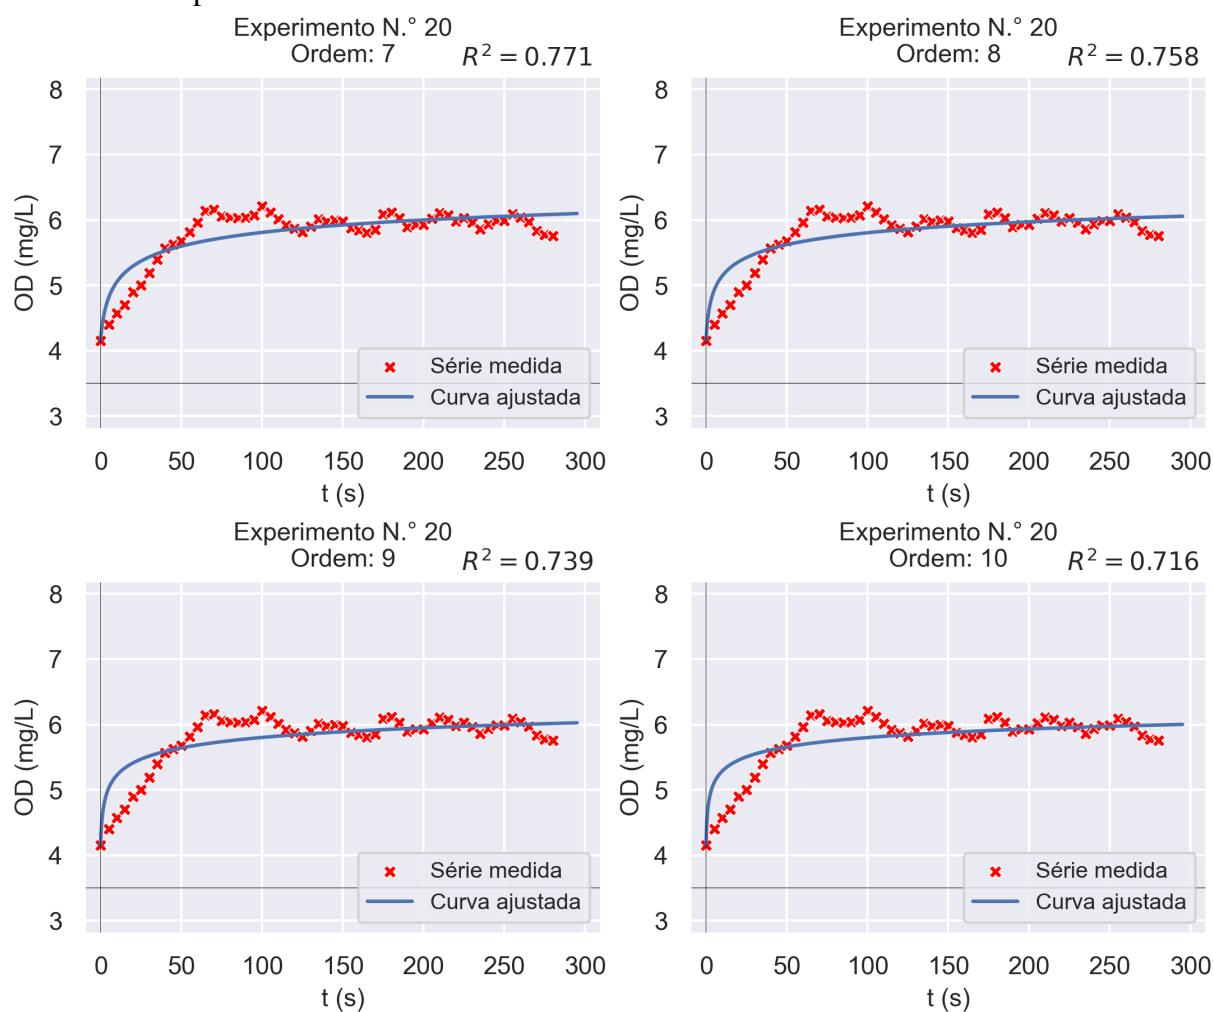 Experimento N.° 20
Ordem: 7
R² = 0.771
8
7
6
5
4
3
OD (mg/L)
Série medida
Curva ajustada
0 50 100 150 200 250 300
t (s)
Experimento N.° 20
Ordem: 8
R² = 0.758
8
7
6
5
4
3
OD (mg/L)
Série medida
Curva ajustada
0 50 100 150 200 250 300
t (s)
Experimento N.° 20
Ordem: 9
R² = 0.739
8
7
6
5
4
3
OD (mg/L)
Série medida
Curva ajustada
0 50 100 150 200 250 300
t (s)
Experimento N.° 20
Ordem: 10
R² = 0.716
8
7
6
5
4
3
OD (mg/L)
Série medida
Curva ajustada
0 50 100 150 200 250 300
t (s)